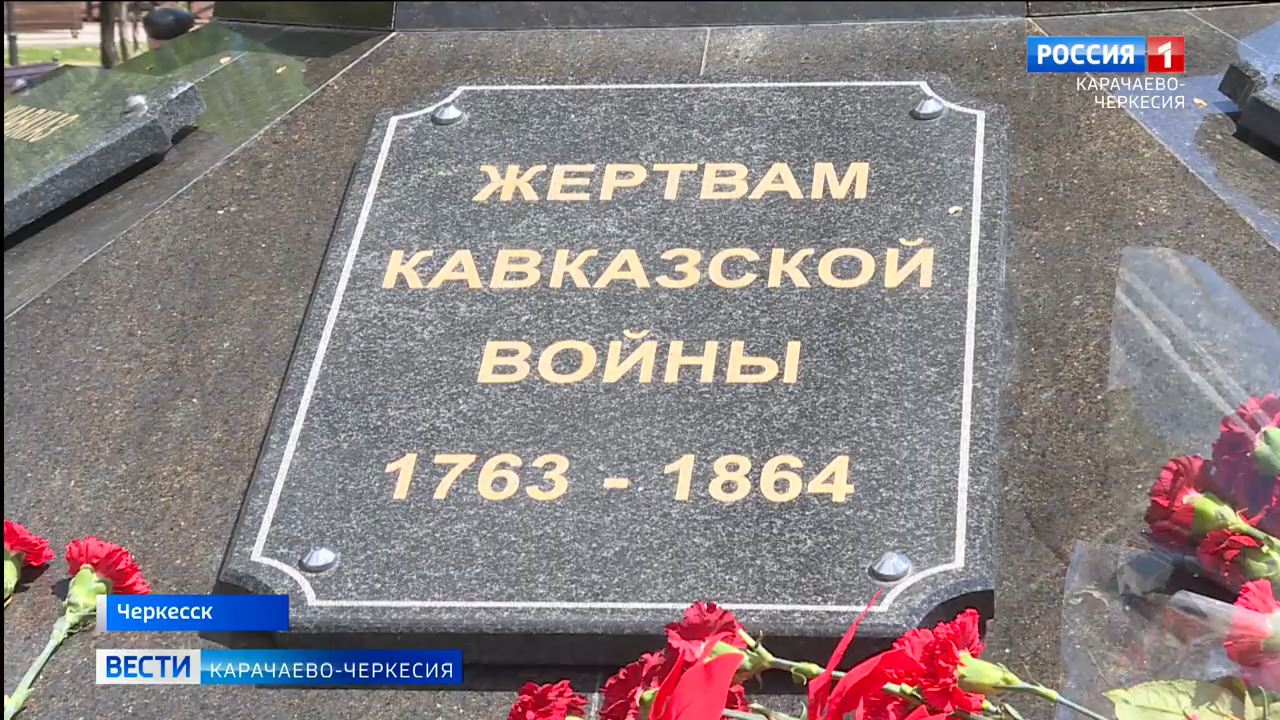 РОССИЯ 1
КАРАЧАЕВО-
ЧЕРКЕСИЯ
ЖЕРТВАМ
КАВКАЗСКОЙ
ВОЙНЫ
1763 - 1864
Черкесск
ВЕСТИ КАРАЧАЕВО-ЧЕРКЕСИЯ